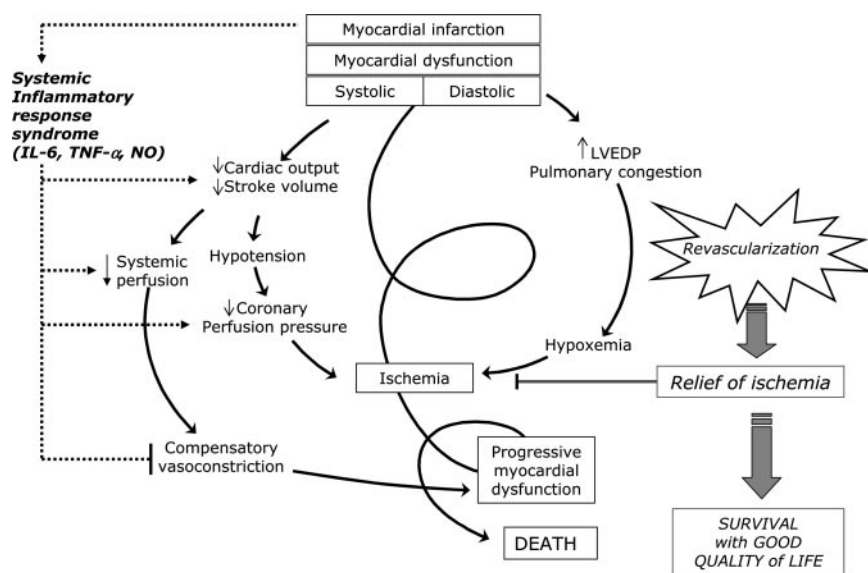 Myocardial infarction
Myocardial dysfunction
Systolic
Diastolic
Systemic
Inflammatory
response
syndrome
(IL-6, TNF-α, NO)
↓Cardiac output
↓Stroke volume
↑LVEDP
Pulmonary congestion
Revascularization
↓ Systemic
perfusion
Hypotension
↓Coronary
Perfusion pressure
Hypoxemia
Ischemia
Relief of ischemia
Compensatory
vasoconstriction
Progressive
myocardial
dysfunction
DEATH
SURVIVAL
with GOOD
QUALITY of LIFE